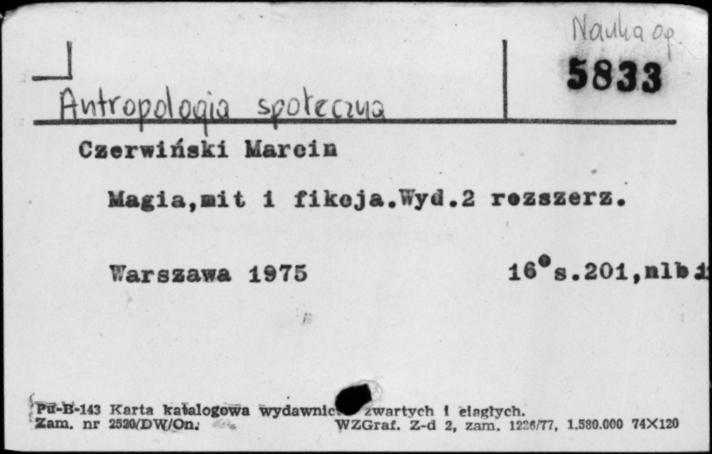 Nauka op.
5833
Antropologia społeczna
Czerwiński Marcin
Magia,mit i fikcja.Wyd.2 rozszerz.
Warszawa 1975 16°s.201,nlb.1
Pu-B-143 Karta katalogowa wydawnic zwartych i ciągłych.
Zam. nr 2520/DW/On. WZGraf. Z-d 2, zam. 1226/77, 1.580.000 74X120